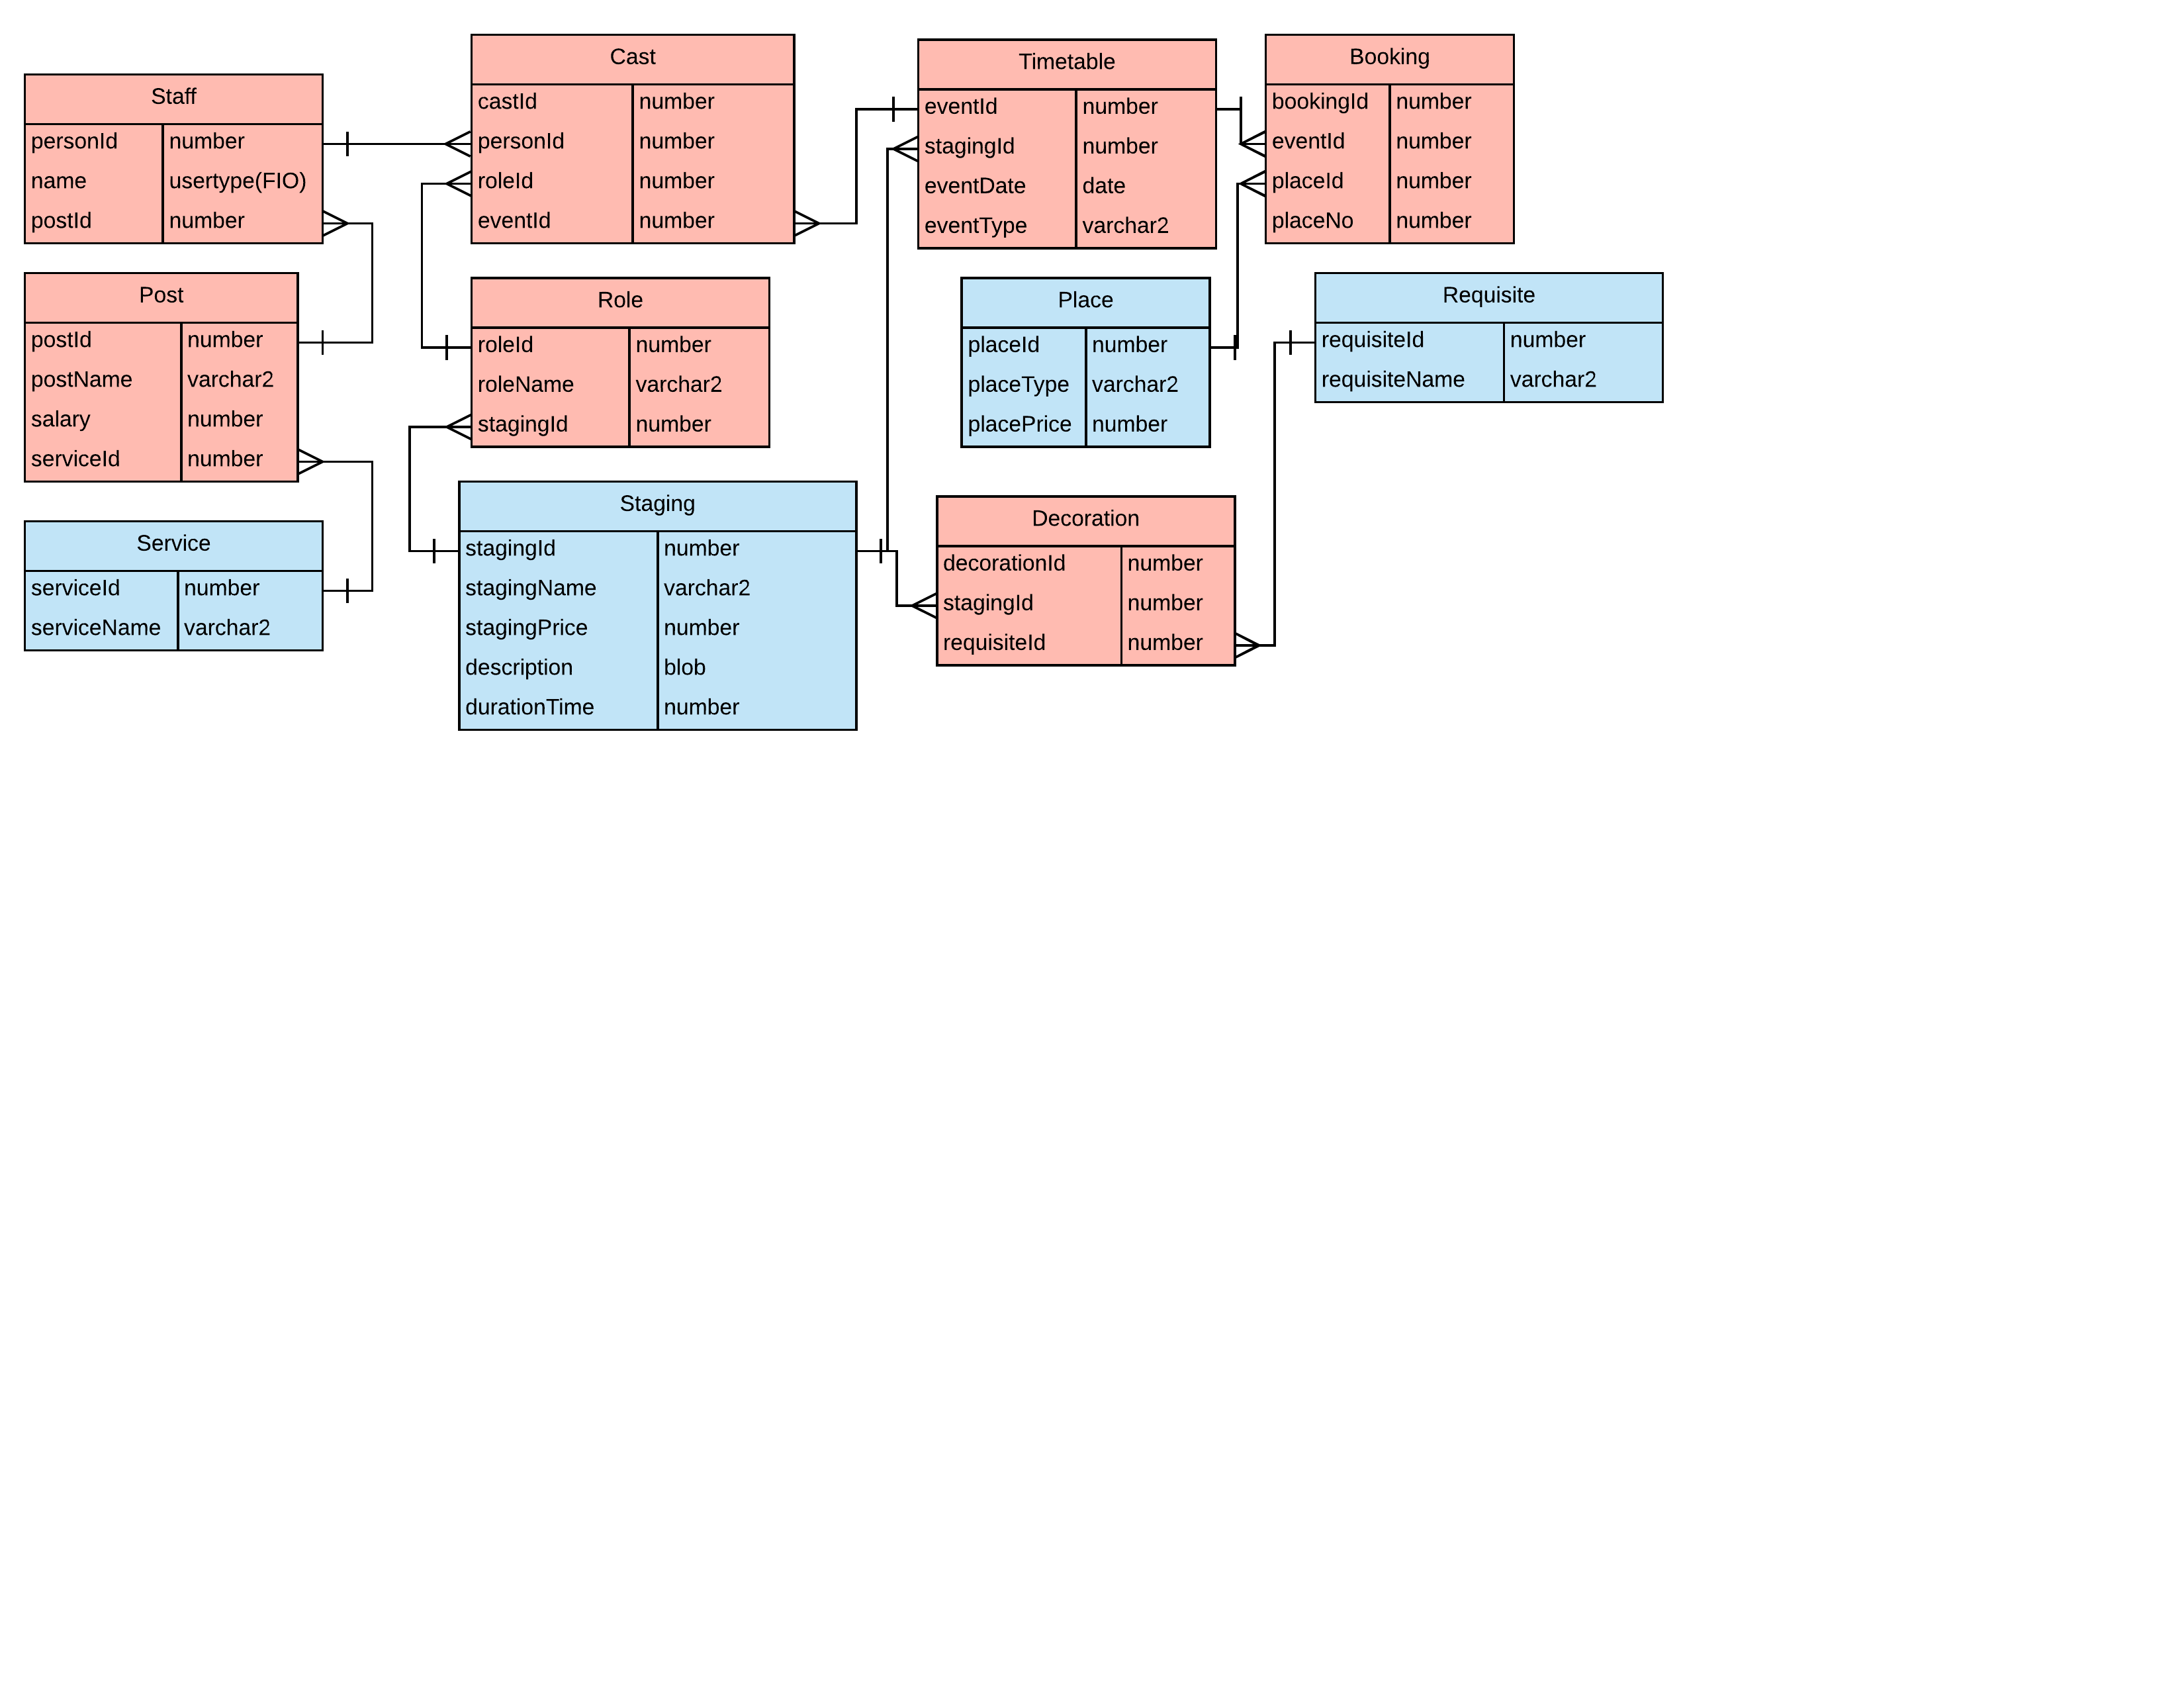 Staff
personId number
name usertype(FIO)
postId number
Cast
castId number
personId number
roleId number
eventId number
Timetable
eventId number
stagingId number
eventDate date
eventType varchar2
Booking
bookingId number
eventId number
placeId number
placeNo number
Post
postId number
postName varchar2
salary number
serviceId number
Role
roleId number
roleName varchar2
stagingId number
Place
placeId number
placeType varchar2
placePrice number
Requisite
requisiteId number
requisiteName varchar2
Service
serviceId number
serviceName varchar2
Staging
stagingId number
stagingName varchar2
stagingPrice number
description blob
durationTime number
Decoration
decorationId number
stagingId number
requisiteId number